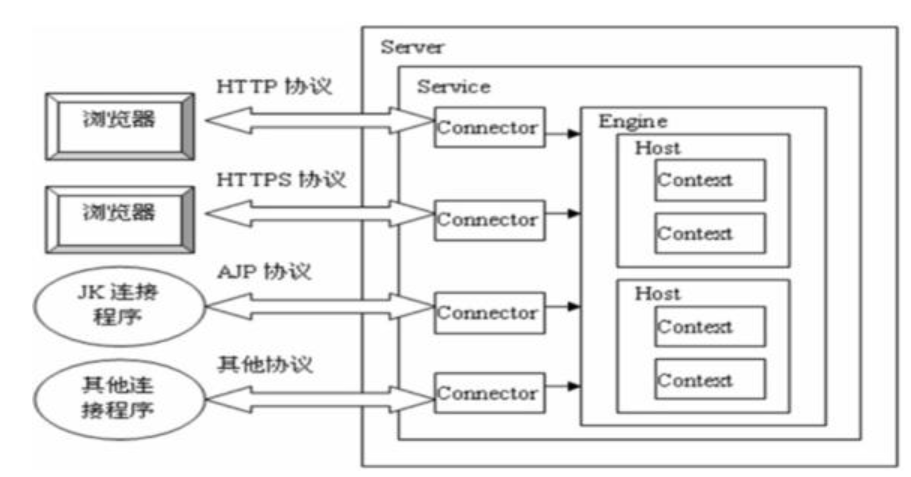 Server
HTTP 协议
Service
浏览器
Connector
Engine
Host
Context
HTTPS 协议
浏览器
Connector
Context
AJP 协议
JK 连接
程序
Connector
Host
Context
其他协议
其他连
接程序
Connector
Context